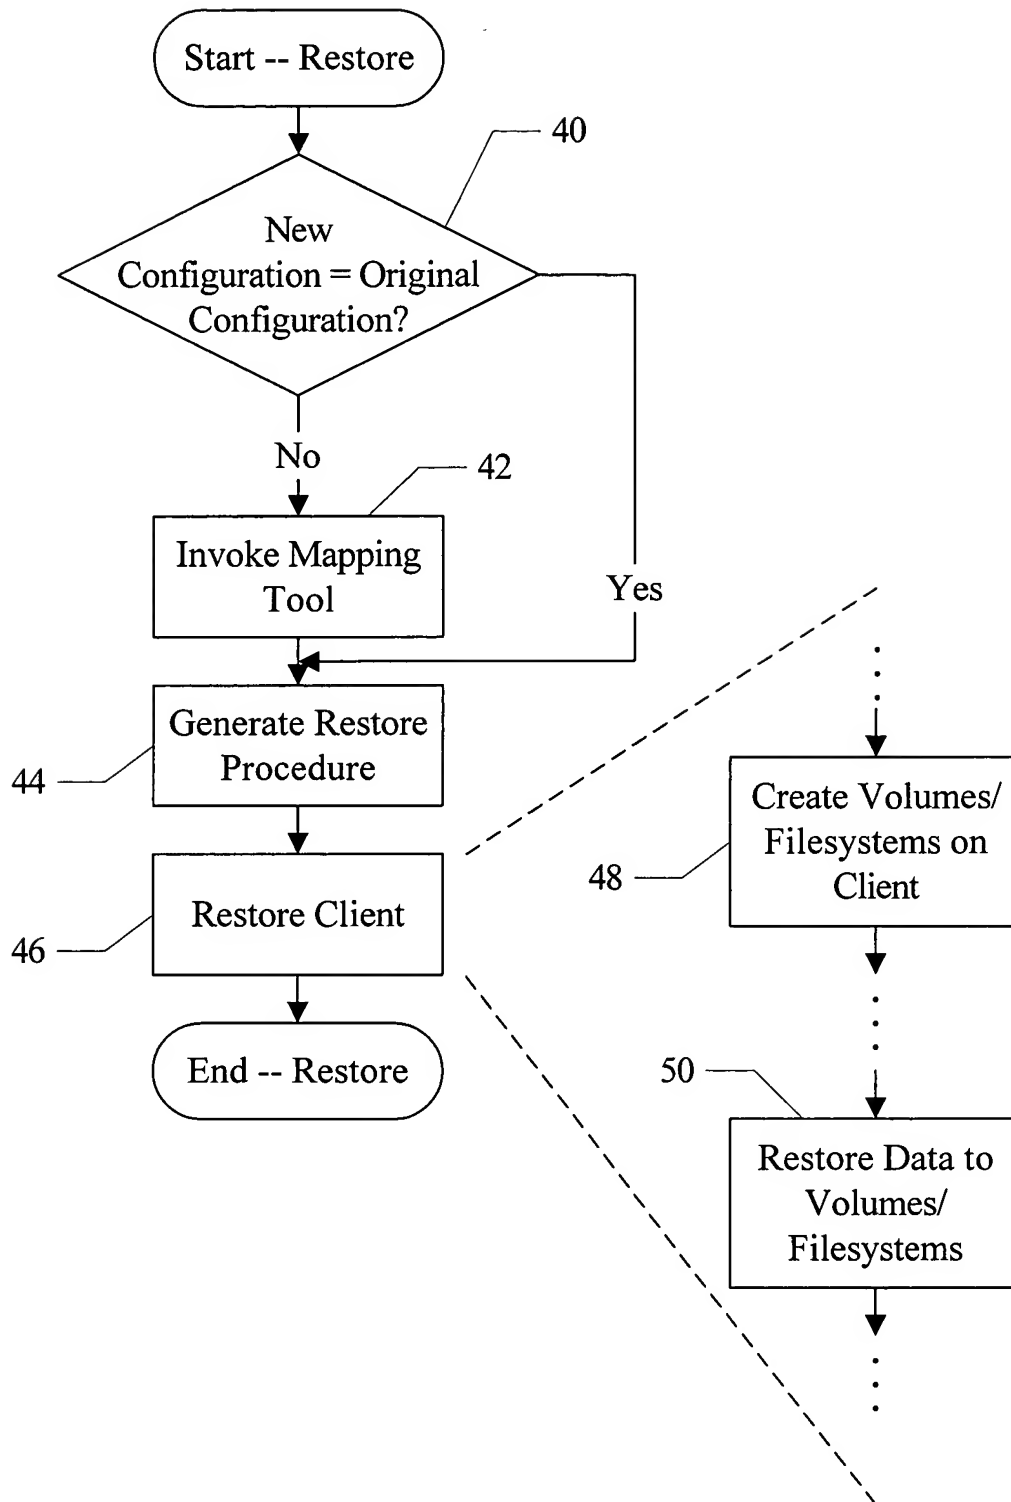 Start -- Restore
40
New
Configuration = Original
Configuration?
No
42
Invoke Mapping
Tool
Yes
Generate Restore
Procedure
44
Create Volumes/
Filesystems on
Client
48
Restore Client
46
End -- Restore
50
Restore Data to
Volumes/
Filesystems